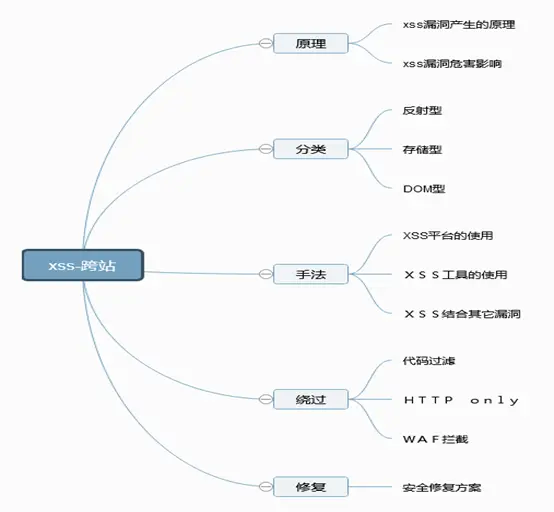 xss-跨站
原理
xss漏洞产生的原理
xss漏洞危害影响
分类
反射型
存储型
DOM型
手法
XSS平台的使用
ＸＳＳ工具的使用
ＸＳＳ结合其它漏洞
绕过
代码过滤
ＨＴＴＰ ｏｎｌｙ
ＷＡＦ拦截
修复
安全修复方案